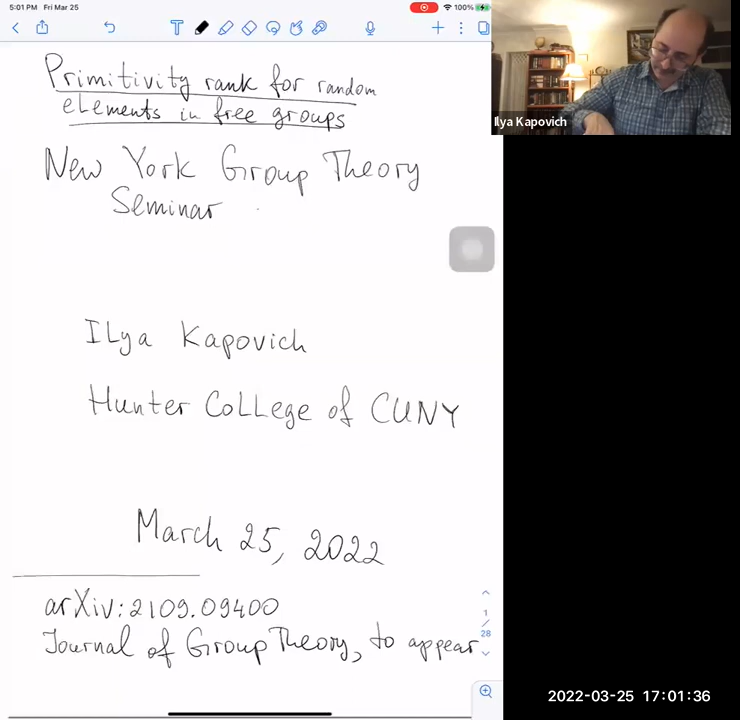 5:01 PM Fri Mar 25
100%
Primitivity rank for random
elements in free groups
New York Group Theory
Seminar
Ilya Kapovich
Ilya Kapovich
Hunter College of CUNY
March 25, 2022
arXiv:2109.09400
Journal of Group Theory, to appear
1
/
28
2022-03-25 17:01:36